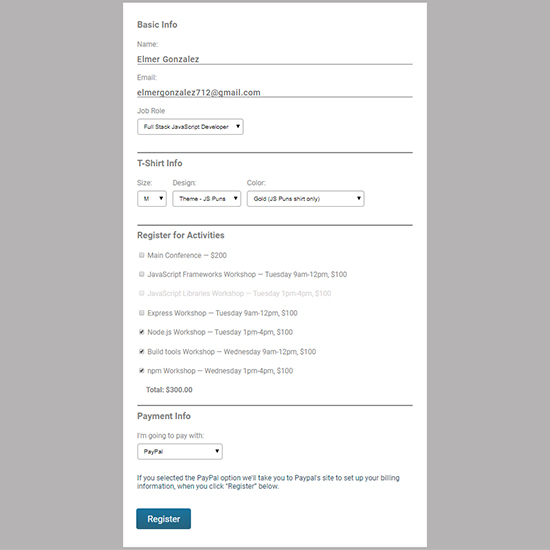 Basic Info
Name:
Elmer Gonzalez
Email:
elmergonzalez712@gmail.com
Job Role
Full Stack JavaScript Developer
T-Shirt Info
Size: Design: Color:
M Theme - JS Puns Gold (JS Puns shirt only)
Register for Activities
Main Conference — $200
JavaScript Frameworks Workshop — Tuesday 9am-12pm, $100
JavaScript Libraries Workshop — Tuesday 1pm-4pm, $100
Express Workshop — Tuesday 9am-12pm, $100
Node.js Workshop — Tuesday 1pm-4pm, $100
Build tools Workshop — Wednesday 9am-12pm, $100
npm Workshop — Wednesday 1pm-4pm, $100
Total: $300.00
Payment Info
I'm going to pay with:
PayPal
If you selected the PayPal option we'll take you to Paypal's site to set up your billing
information, when you click “Register” below.
Register